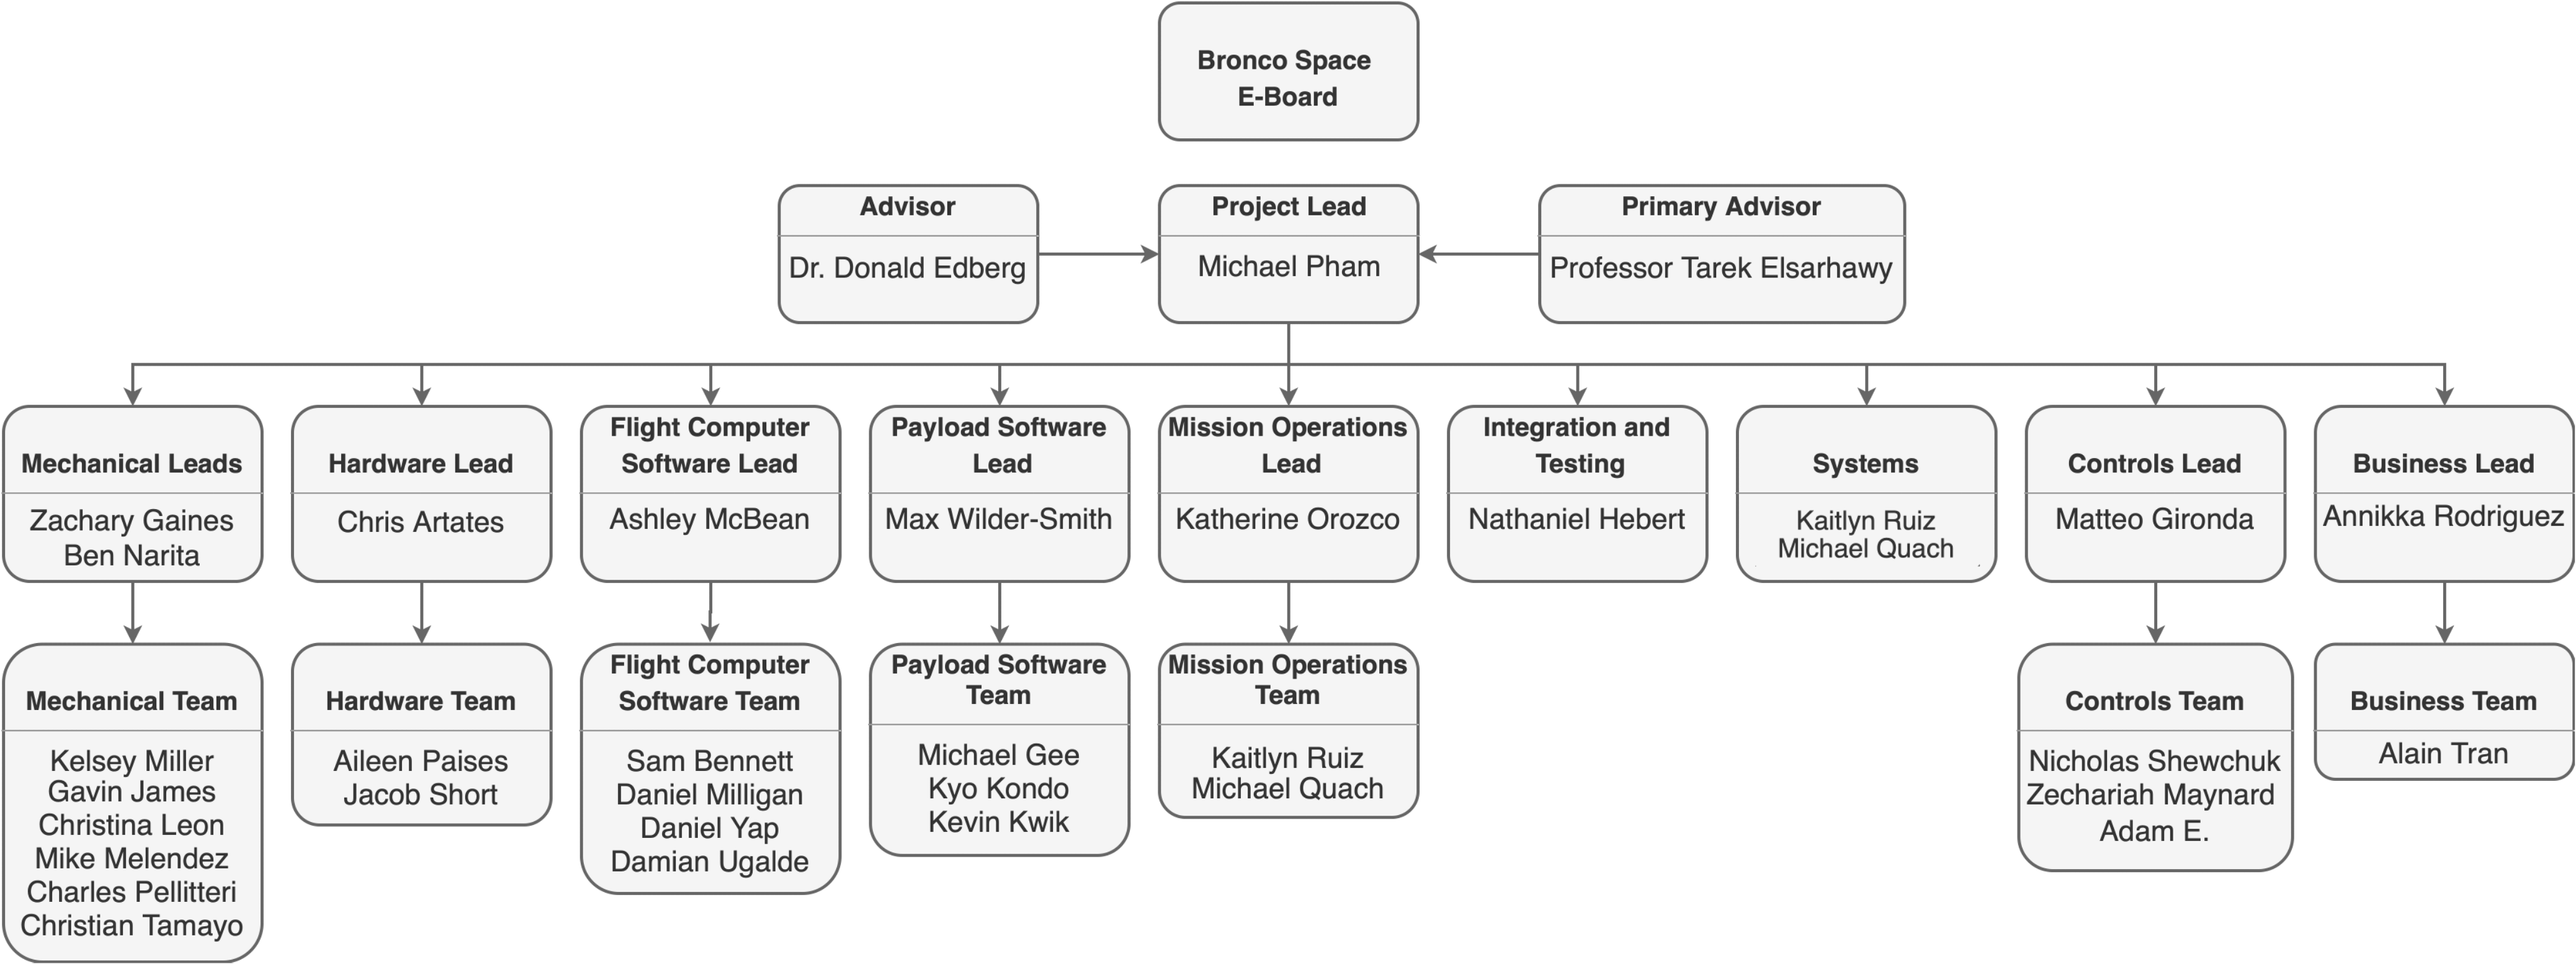 Bronco Space
E-Board
Advisor
Dr. Donald Edberg
Project Lead
Michael Pham
Primary Advisor
Professor Tarek Elsarhawy
Mechanical Leads
Zachary Gaines
Ben Narita
Hardware Lead
Chris Artates
Flight Computer
Software Lead
Ashley McBean
Payload Software
Lead
Max Wilder-Smith
Mission Operations
Lead
Katherine Orozco
Integration and
Testing
Nathaniel Hebert
Systems
Kaitlyn Ruiz
Michael Quach
Controls Lead
Matteo Gironda
Business Lead
Annikka Rodriguez
Mechanical Team
Kelsey Miller
Gavin James
Christina Leon
Mike Melendez
Charles Pellitteri
Christian Tamayo
Hardware Team
Aileen Paises
Jacob Short
Flight Computer
Software Team
Sam Bennett
Daniel Milligan
Daniel Yap
Damian Ugalde
Payload Software
Team
Michael Gee
Kyo Kondo
Kevin Kwik
Mission Operations
Team
Kaitlyn Ruiz
Michael Quach
Controls Team
Nicholas Shewchuk
Zechariah Maynard
Adam E.
Business Team
Alain Tran